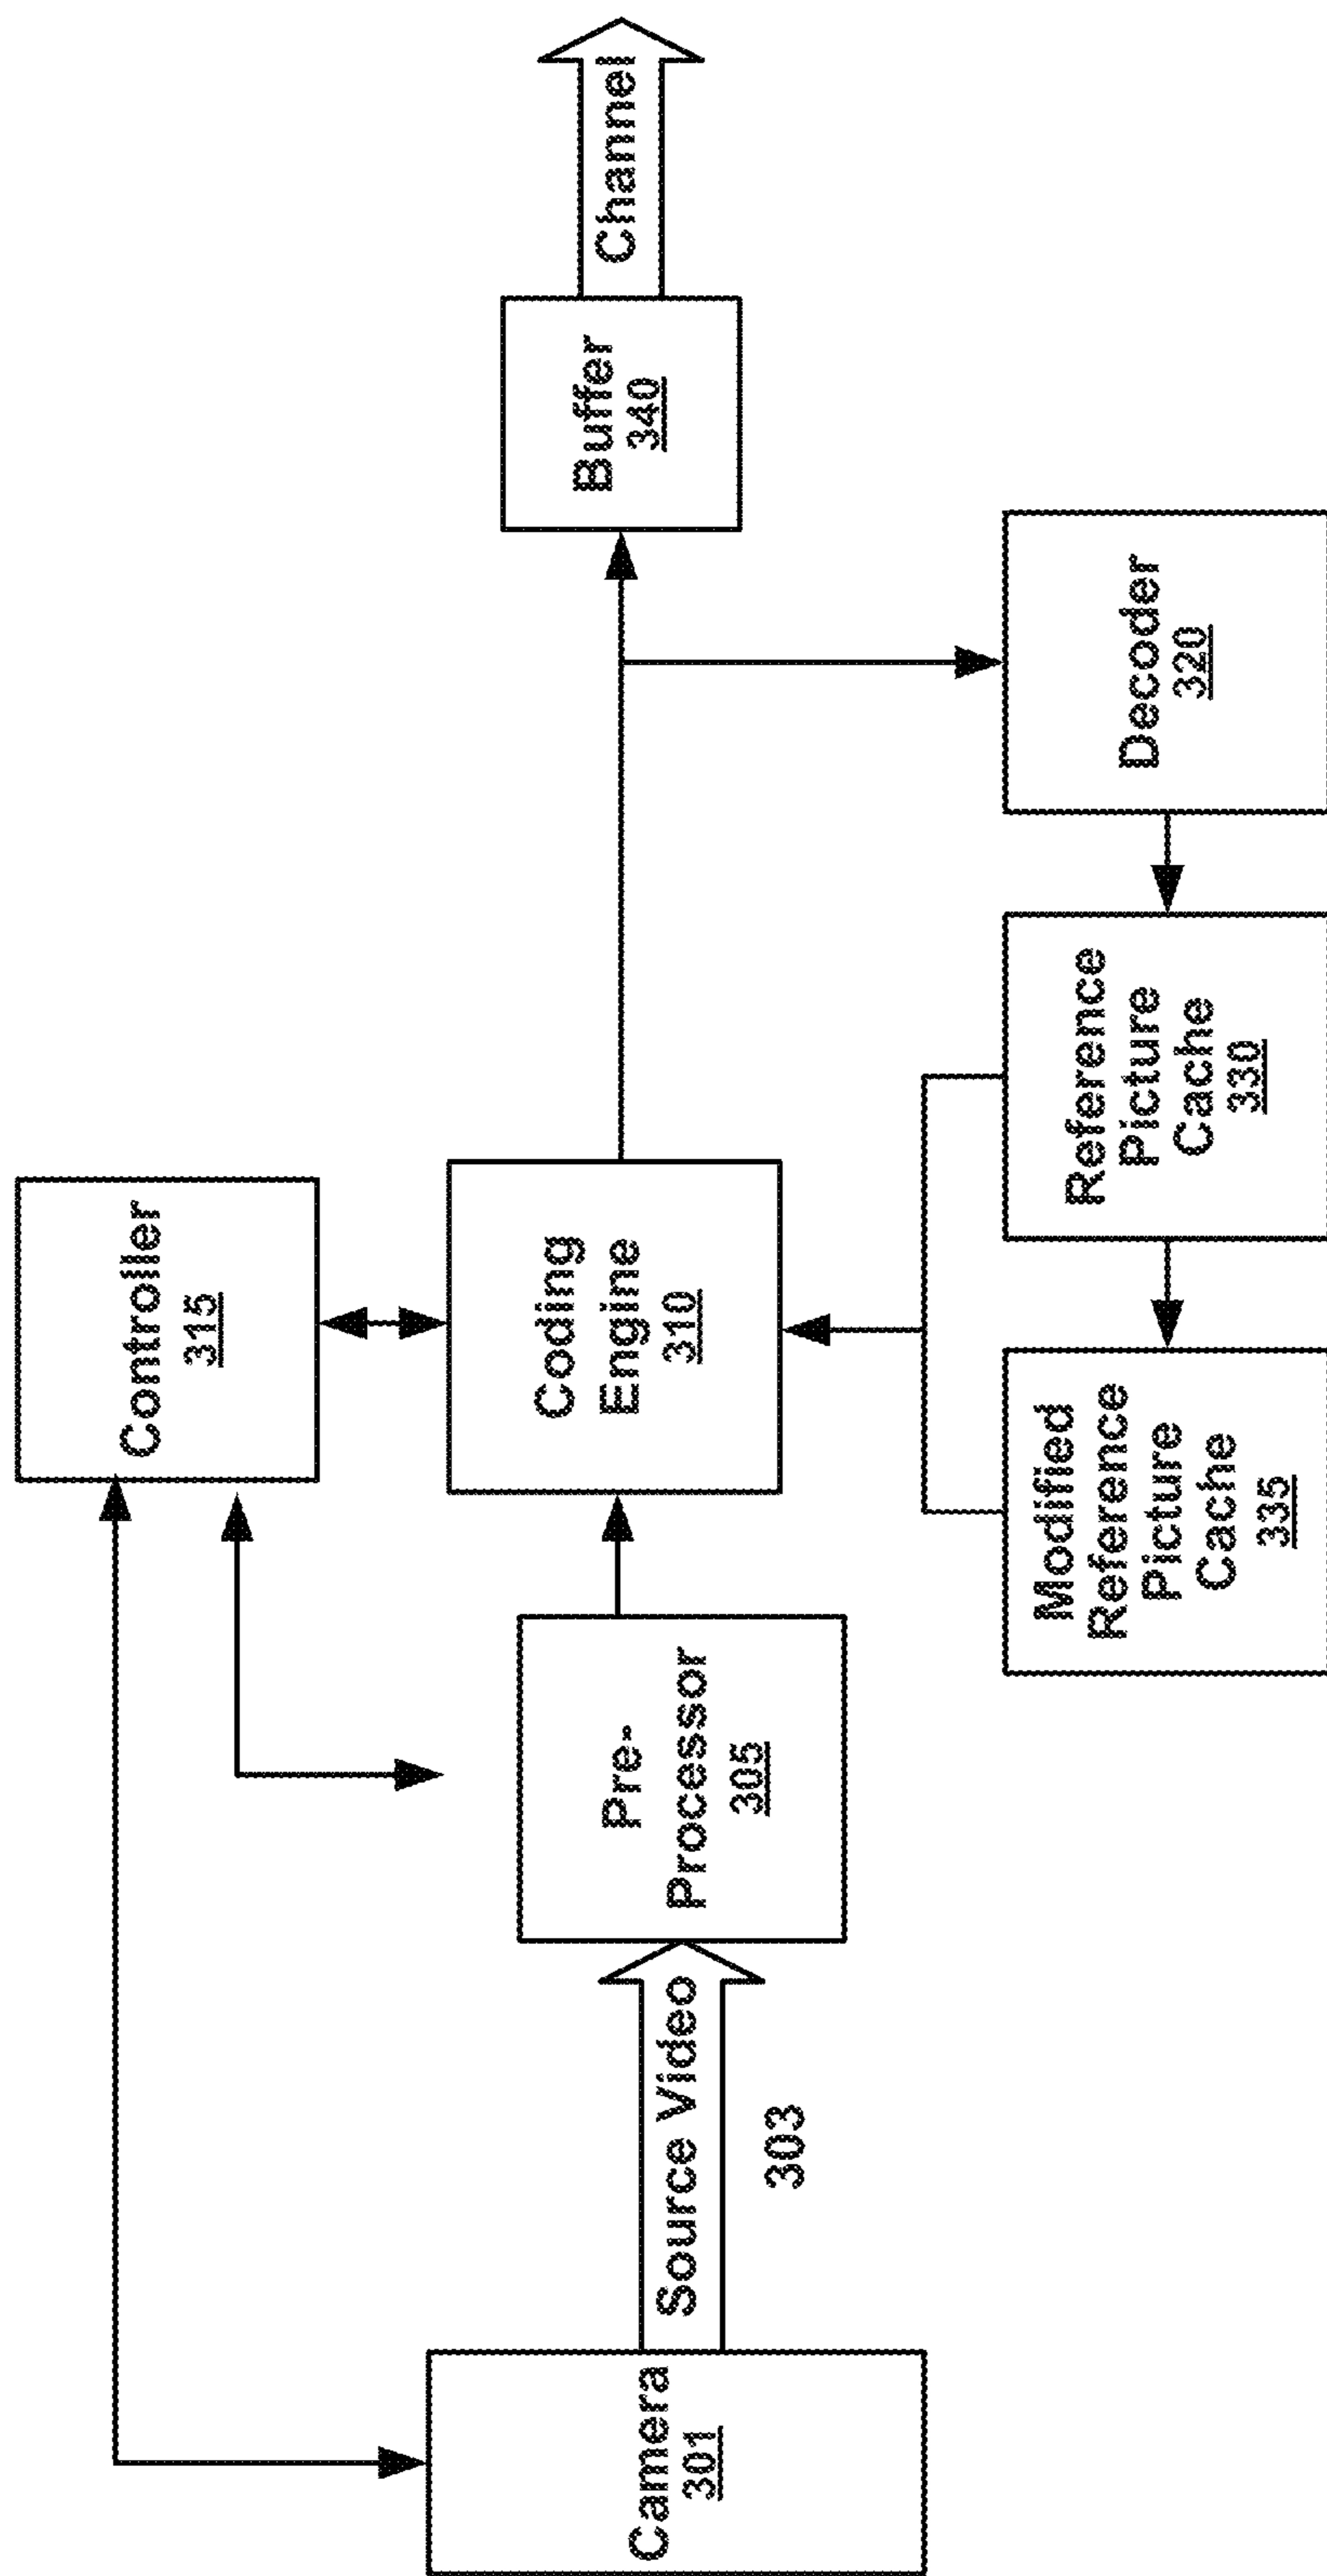 Controller
315
Camera
301
Source Video
303
Pre-
Processor
305
Coding
Engine
310
Buffer
340
Channel
Modified
Reference
Picture
Cache
335
Reference
Picture
Cache
330
Decoder
320